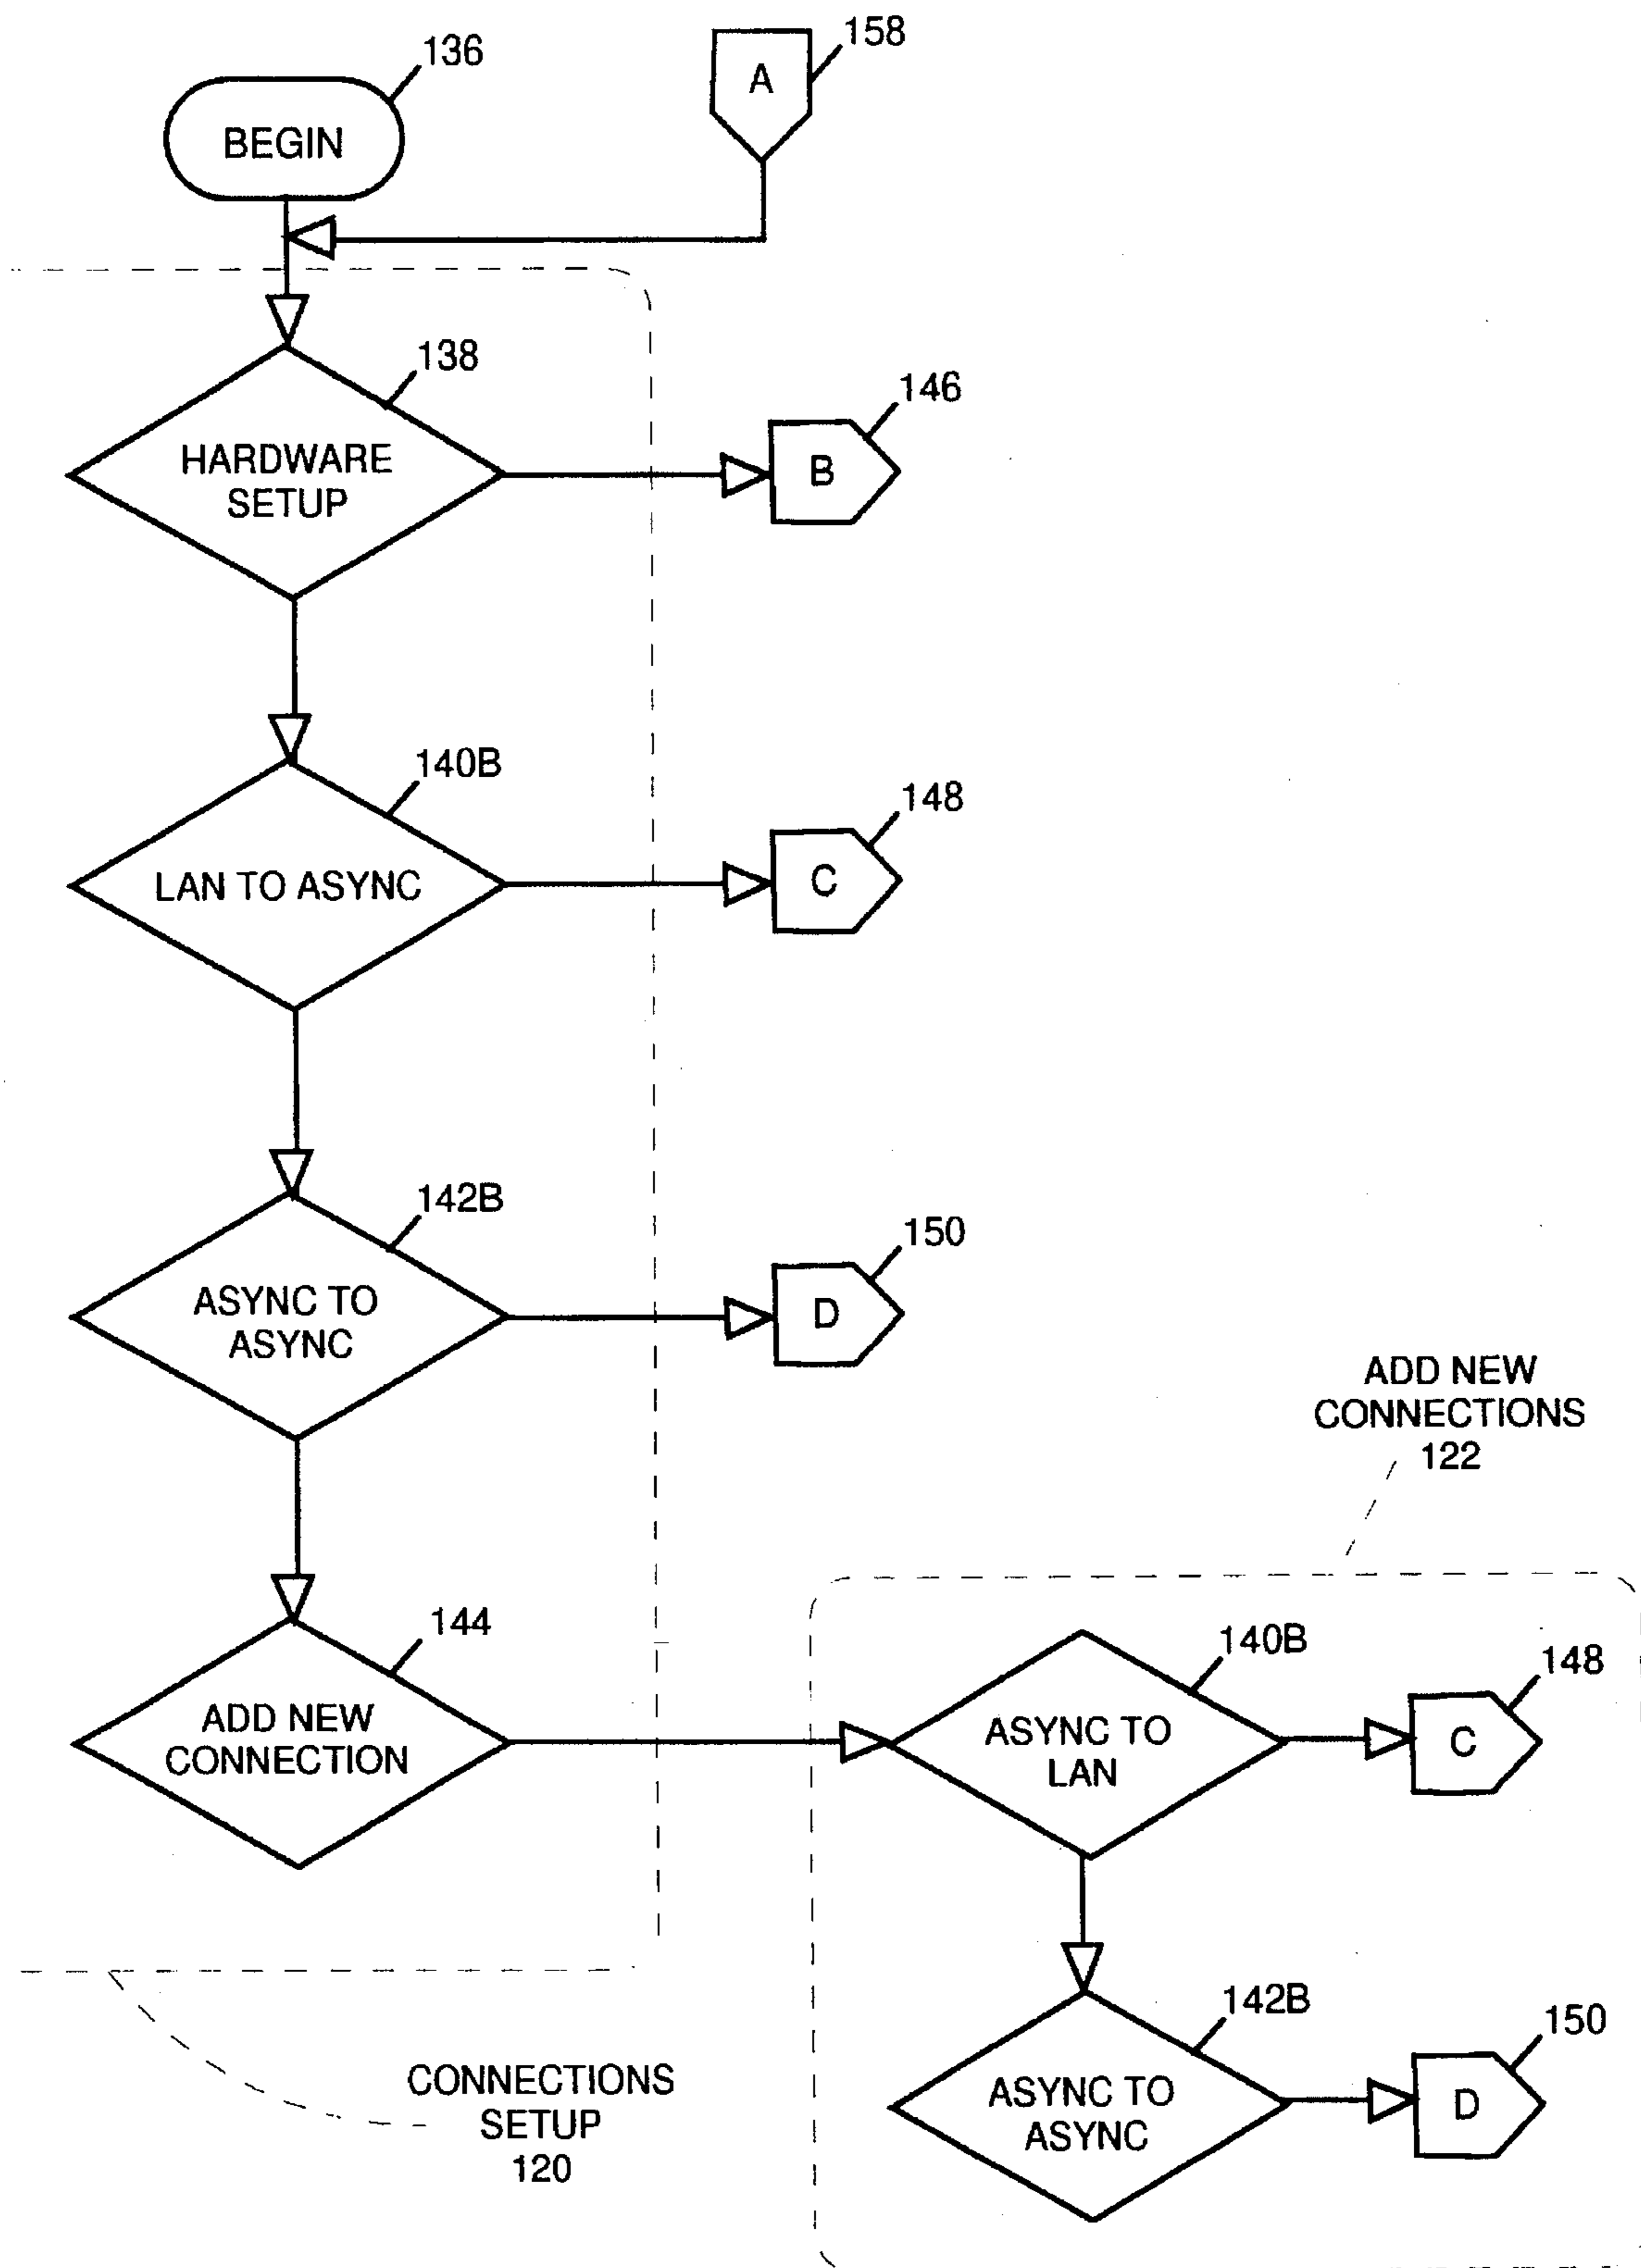 136
BEGIN
158
A
138
HARDWARE
SETUP
146
B
140B
LAN TO ASYNC
148
C
142B
ASYNC TO
ASYNC
150
D
ADD NEW
CONNECTIONS
122
144
ADD NEW
CONNECTION
140B
ASYNC TO
LAN
148
C
142B
ASYNC TO
ASYNC
150
D
CONNECTIONS
SETUP
120